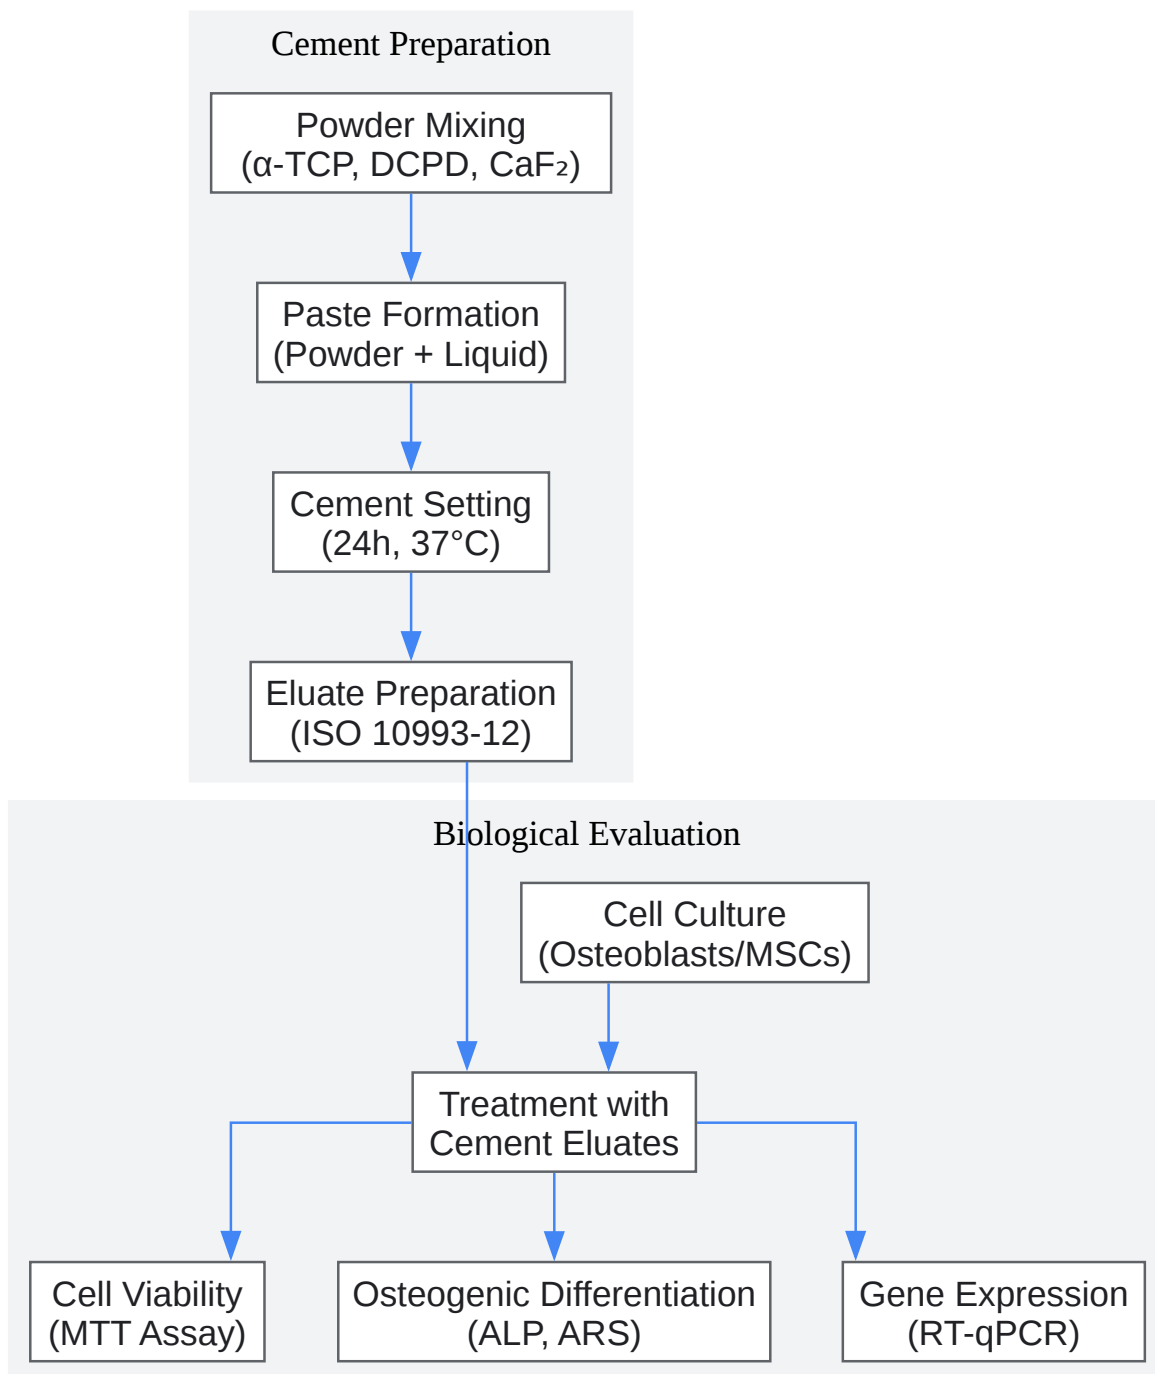 Cement Preparation
Powder Mixing
(α-TCP, DCPD, CaF₂)
Paste Formation
(Powder + Liquid)
Cement Setting
(24h, 37°C)
Eluate Preparation
(ISO 10993-12)
Biological Evaluation
Cell Culture
(Osteoblasts/MSCs)
Treatment with
Cement Eluates
Cell Viability
(MTT Assay)
Osteogenic Differentiation
(ALP, ARS)
Gene Expression
(RT-qPCR)